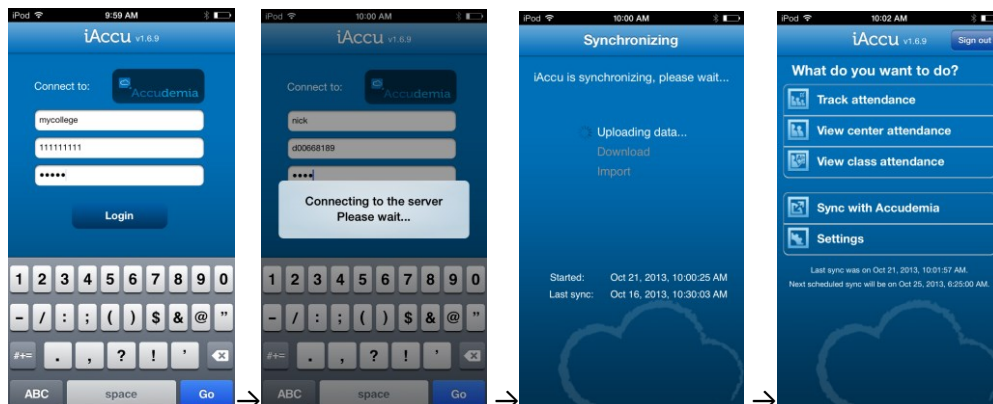 iPod 9:59 AM
iAccu v1.6.9
Connect to: Accudemia
mycollege
111111111
•••••
Login
1 2 3 4 5 6 7 8 9 0
- / : ; ( ) $ & @ "
#+= . , ? ! '
ABC space Go
→
iPod 10:00 AM
iAccu v1.6.9
Connect to: Accudemia
nick
d00668189
••••
Connecting to the server
Please wait...
1 2 3 4 5 6 7 8 9 0
- / : ; ( ) $ & @ "
#+= . , ? ! '
ABC space Go
→
iPod 10:00 AM
Synchronizing
iAccu is synchronizing, please wait...
Uploading data...
Download
Import
Started: Oct 21, 2013, 10:00:25 AM
Last sync: Oct 16, 2013, 10:30:03 AM
→
iPod 10:02 AM
iAccu v1.6.9 Sign out
What do you want to do?
Track attendance
View center attendance
View class attendance
Sync with Accudemia
Settings
Last sync was on Oct 21, 2013, 10:01:57 AM.
Next scheduled sync will be on Oct 25, 2013, 6:25:00 AM.